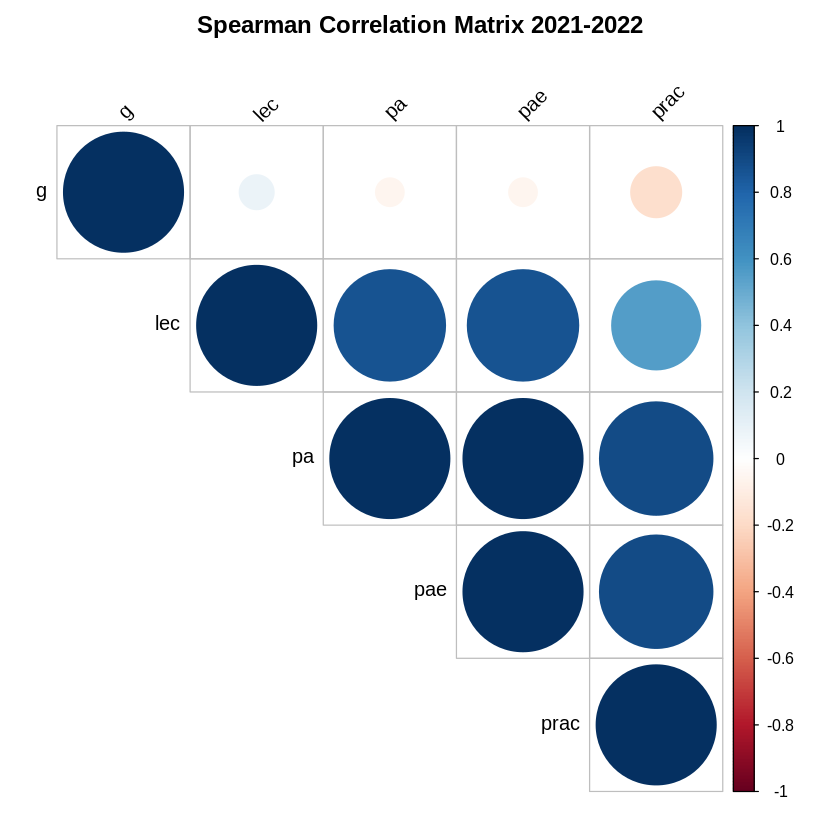 Spearman Correlation Matrix 2021-2022
g lec pa pae prac
g
lec
pa
pae
prac
1
0.8
0.6
0.4
0.2
0
-0.2
-0.4
-0.6
-0.8
-1